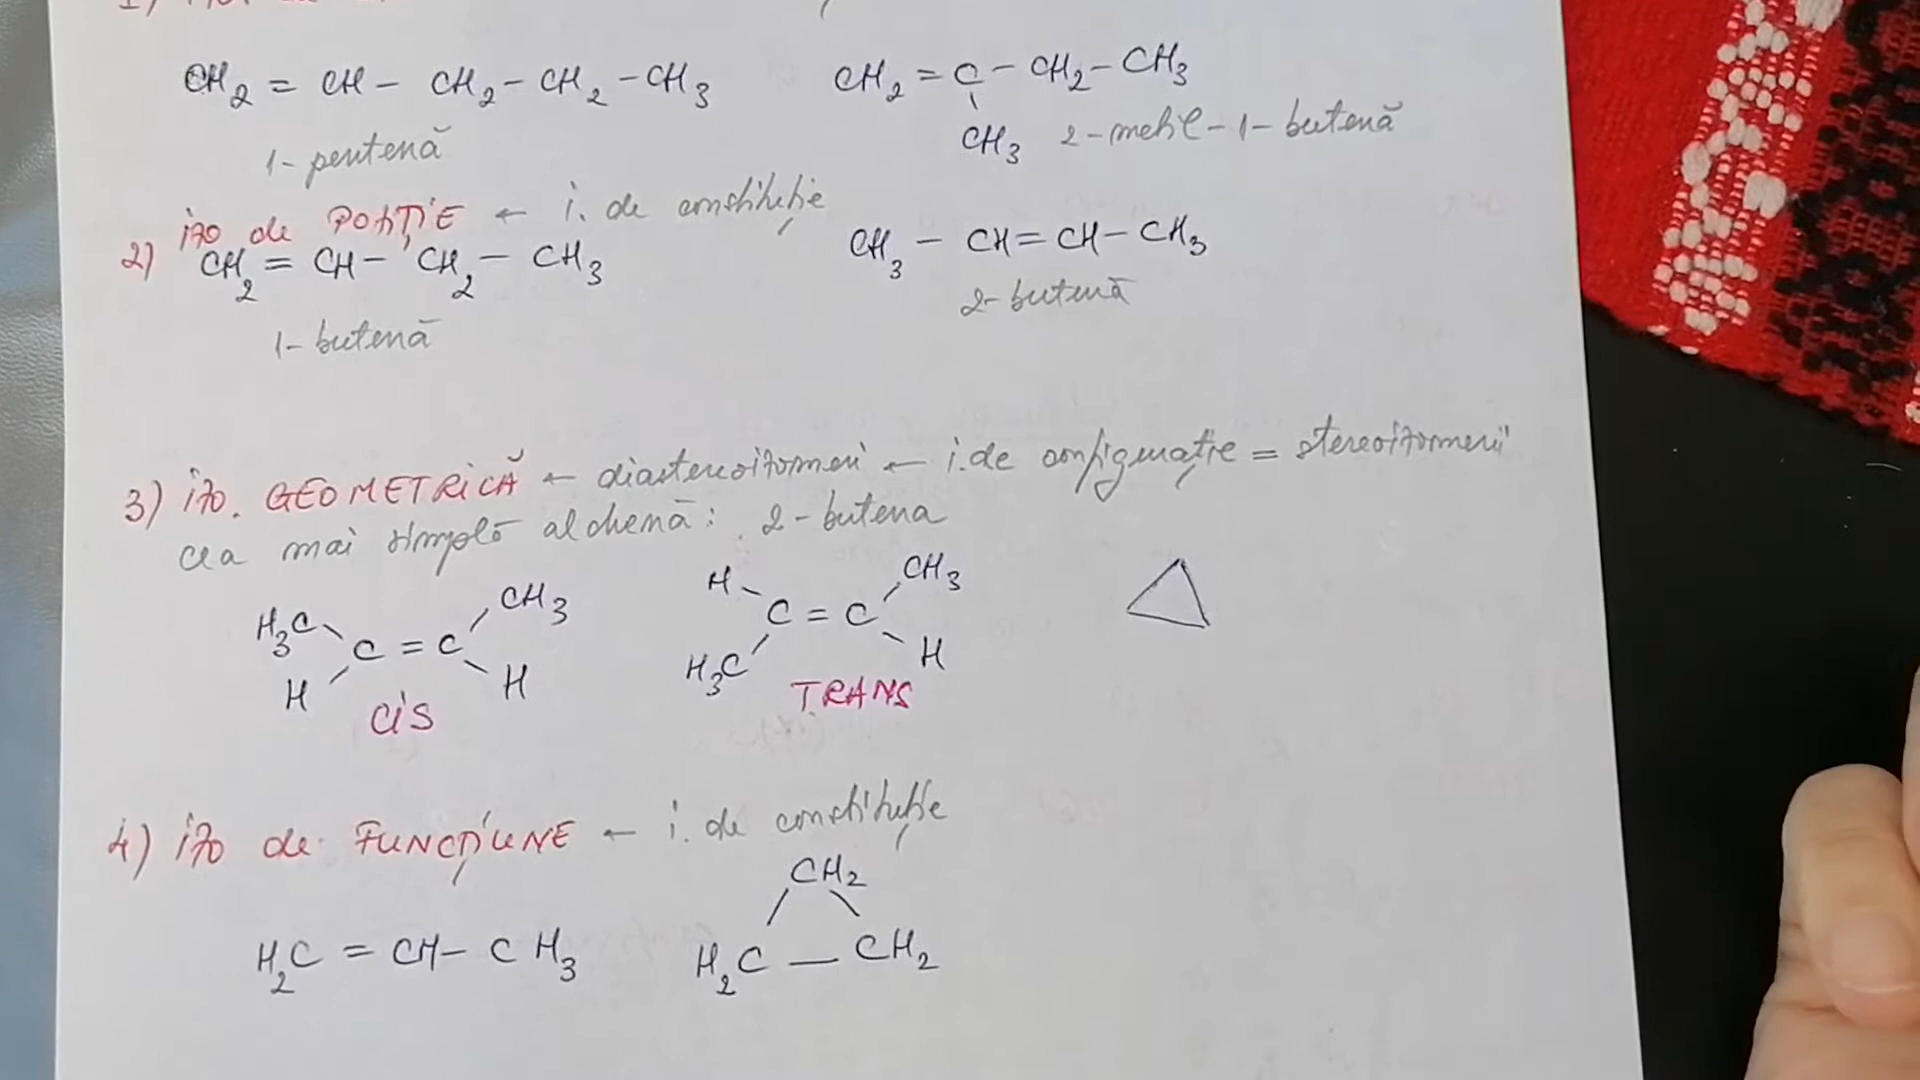 CH2 = CH - CH2 - CH2 - CH3
CH2 = C - CH2 - CH3
CH3
1-pentenă
2-metil-1-butenă
2) izo de POZIȚIE ← i. de constituție
CH2 = CH - CH2 - CH3
CH3 - CH = CH - CH3
1-butenă
2-butenă
3) izo. GEOMETRICĂ ← diastereoizomeri ← i. de configurație = stereoizomerii
cea mai simplă alchenă: 2-butena
H3C CH3
C = C
H H
CIS
H CH3
C = C
H3C H
TRANS
4) izo de FUNCȚIUNE ← i. de constituție
H2C = CH - CH3
CH2
H2C — CH2